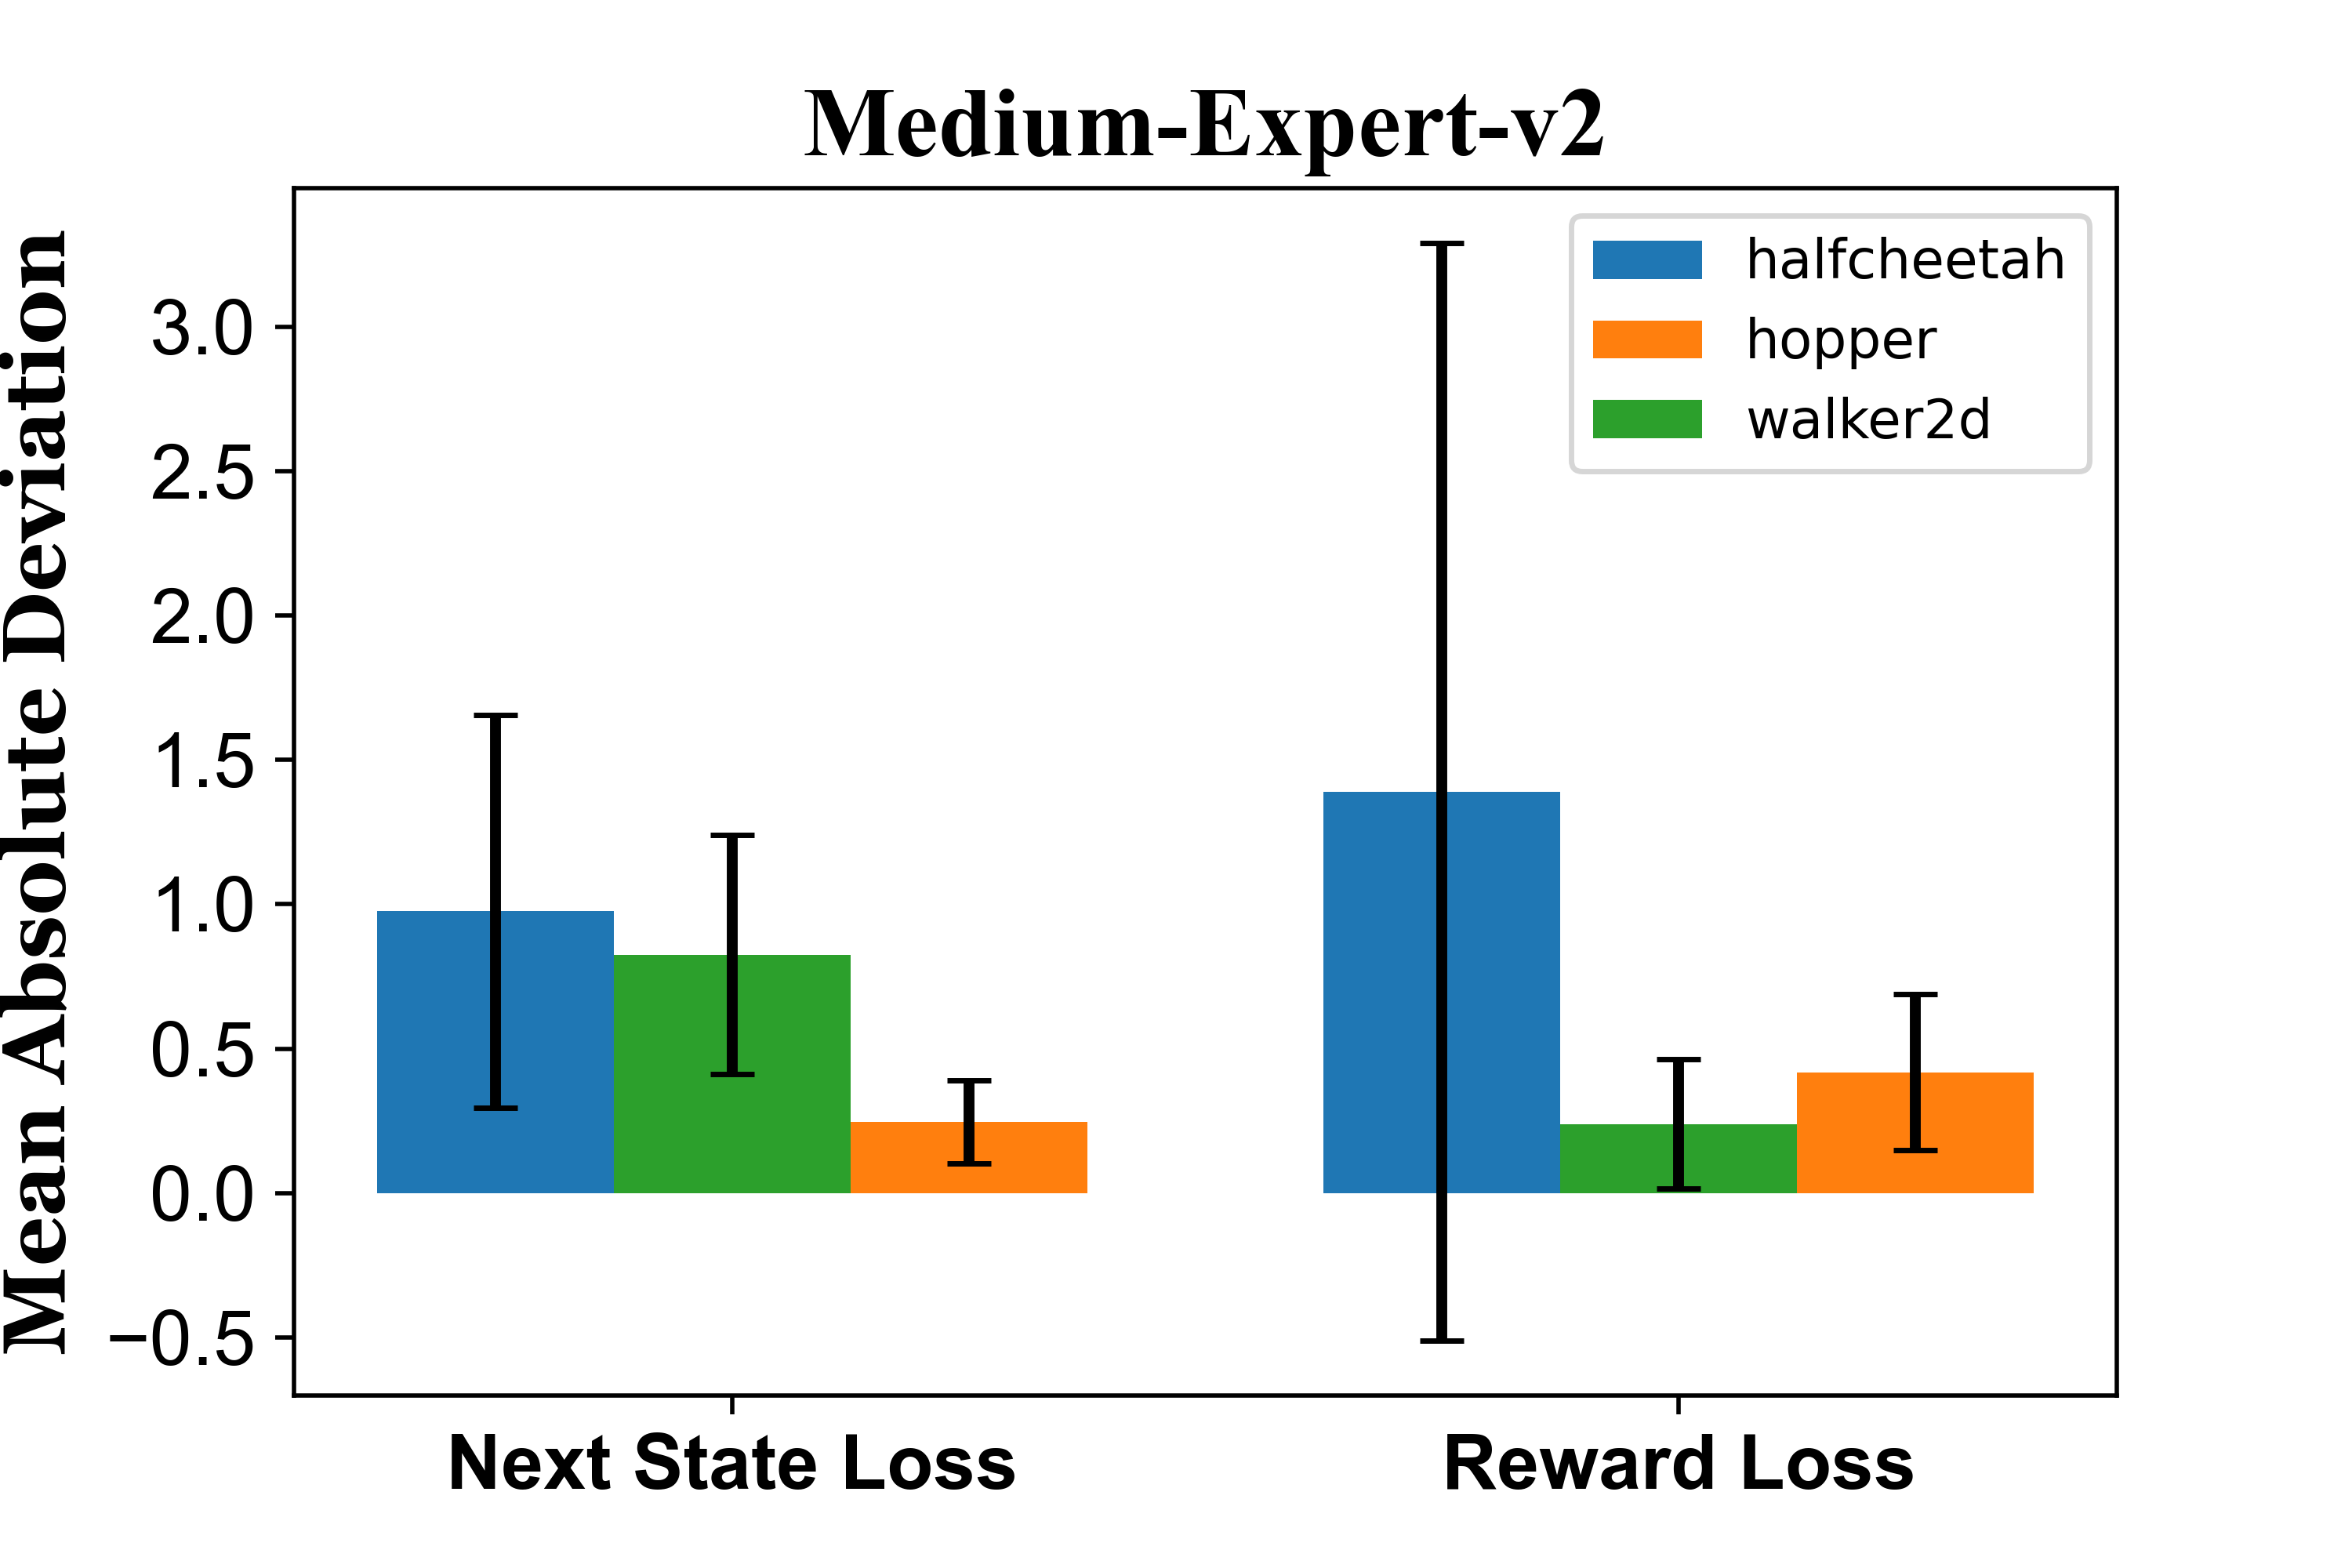 Medium-Expert-v2
Mean Absolute Deviation
3.0
2.5
2.0
1.5
1.0
0.5
0.0
−0.5
halfcheetah
hopper
walker2d
Next State Loss
Reward Loss